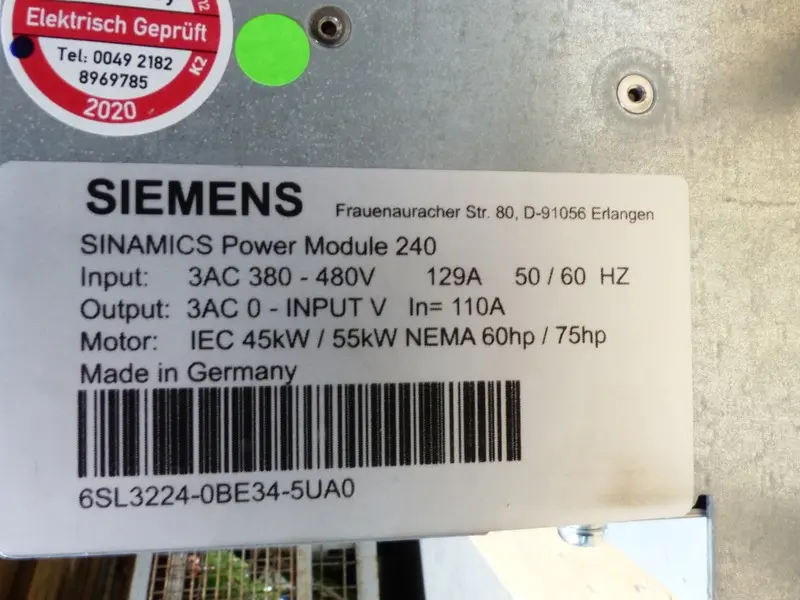 Elektrisch Geprüft
Tel: 0049 2182
8969785
K2
2020
SIEMENS Frauenauracher Str. 80, D-91056 Erlangen
SINAMICS Power Module 240
Input: 3AC 380 - 480V 129A 50 / 60 HZ
Output: 3AC 0 - INPUT V In= 110A
Motor: IEC 45kW / 55kW NEMA 60hp / 75hp
Made in Germany
6SL3224-0BE34-5UA0